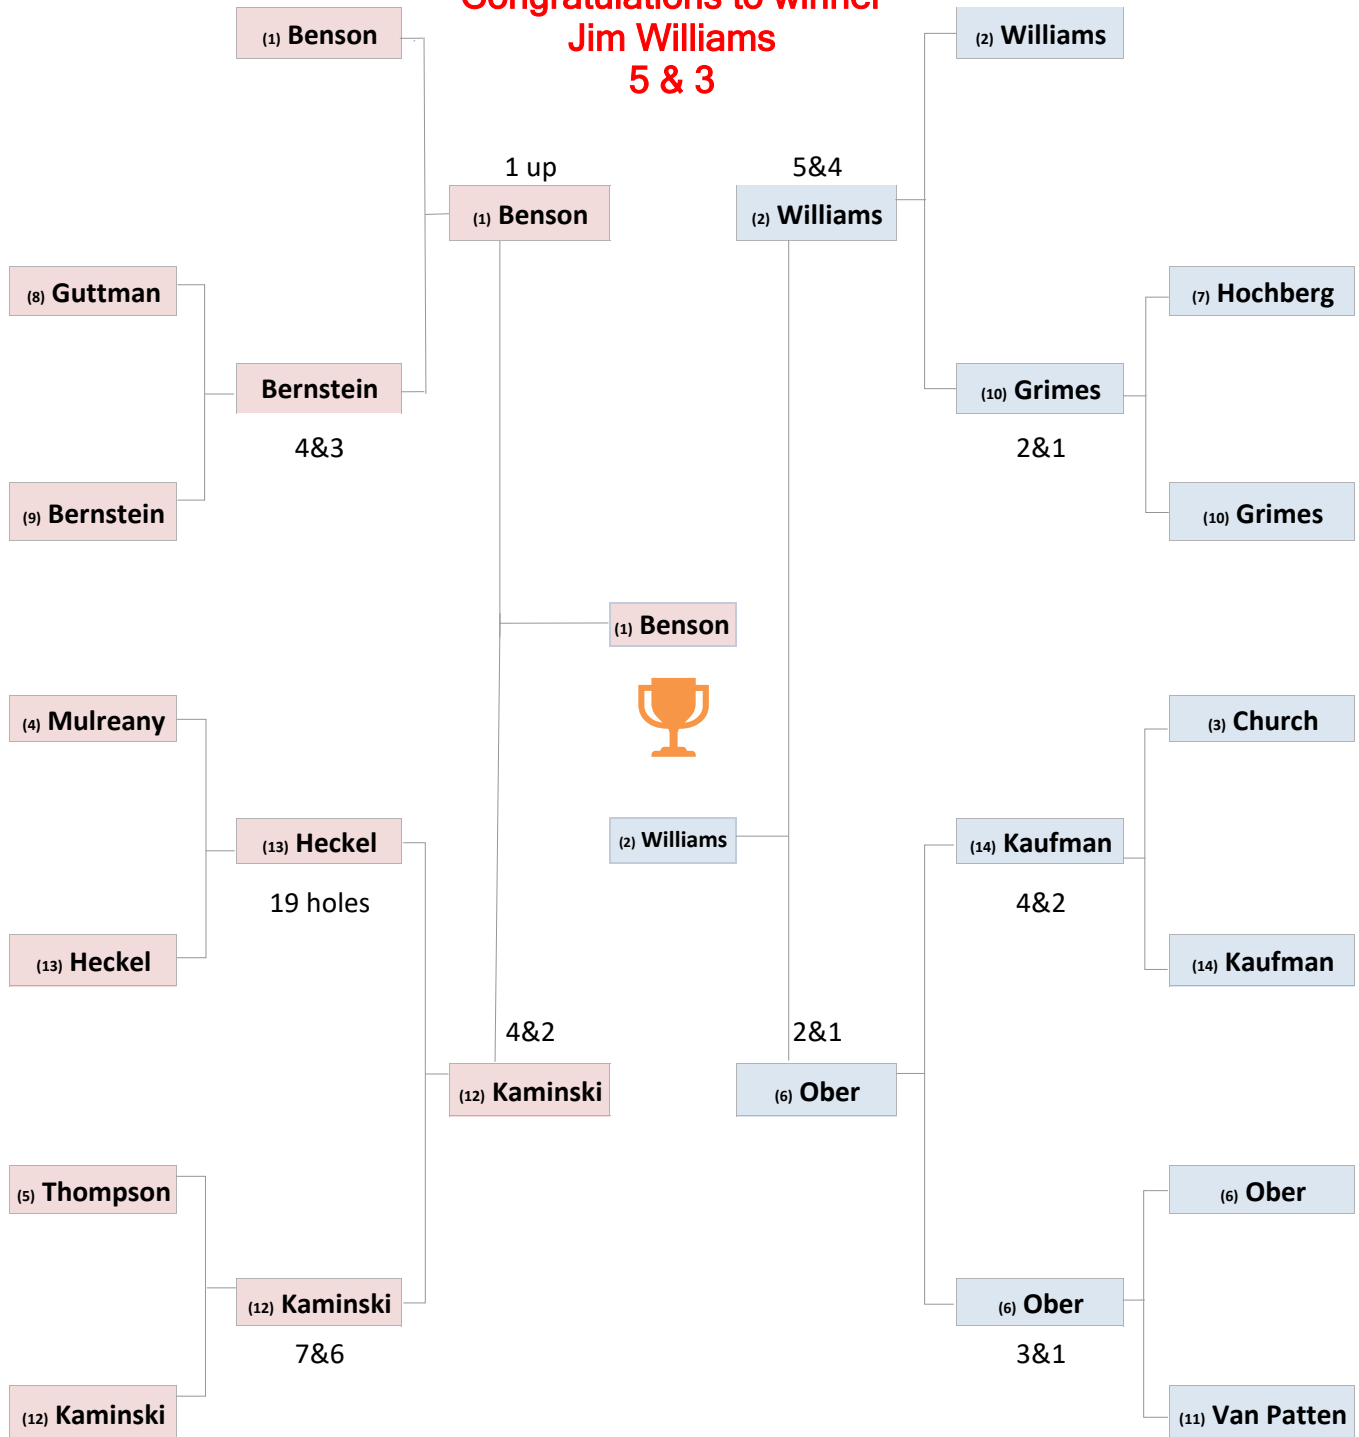 Congratulations to winner
Jim Williams
5 & 3
(1) Benson
(2) Williams
1 up
5&4
(1) Benson
(2) Williams
(8) Guttman
(7) Hochberg
Bernstein
(10) Grimes
4&3
2&1
(9) Bernstein
(10) Grimes
(1) Benson
(4) Mulreany
(3) Church
(13) Heckel
(2) Williams
(14) Kaufman
19 holes
4&2
(13) Heckel
(14) Kaufman
4&2
2&1
(12) Kaminski
(6) Ober
(5) Thompson
(6) Ober
(12) Kaminski
(6) Ober
7&6
3&1
(12) Kaminski
(11) Van Patten